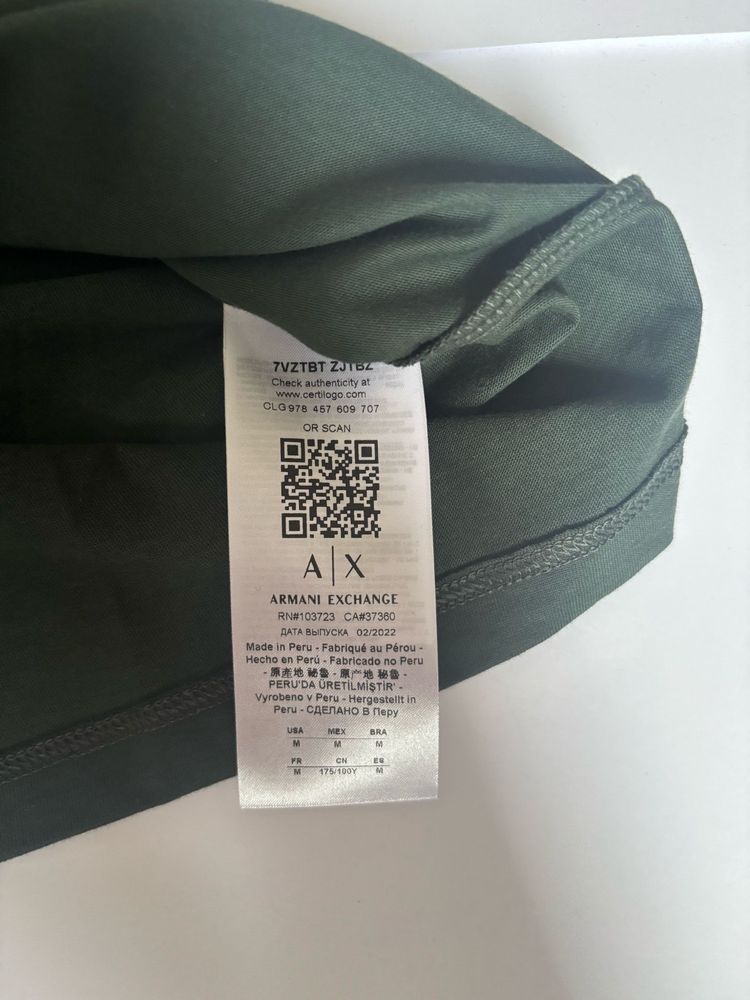 7VZTBT ZJTBZ
Check authenticity at
www.certilogo.com
CLG 978 457 609 707
OR SCAN
A|X
ARMANI EXCHANGE
RN#103723 CA#37360
ДАТА ВЫПУСКА 02/2022
Made in Peru - Fabriqué au Pérou -
Hecho en Perú - Fabricado no Peru
- 原產地 秘魯 - 原产地 秘鲁 -
PERU'DA ÜRETİLMİŞTİR -
Vyrobeno v Peru - Hergestellt in
Peru - СДЕЛАНО В Перу
USA MEX BRA
M M M
FR CN ES
M 175/100Y M